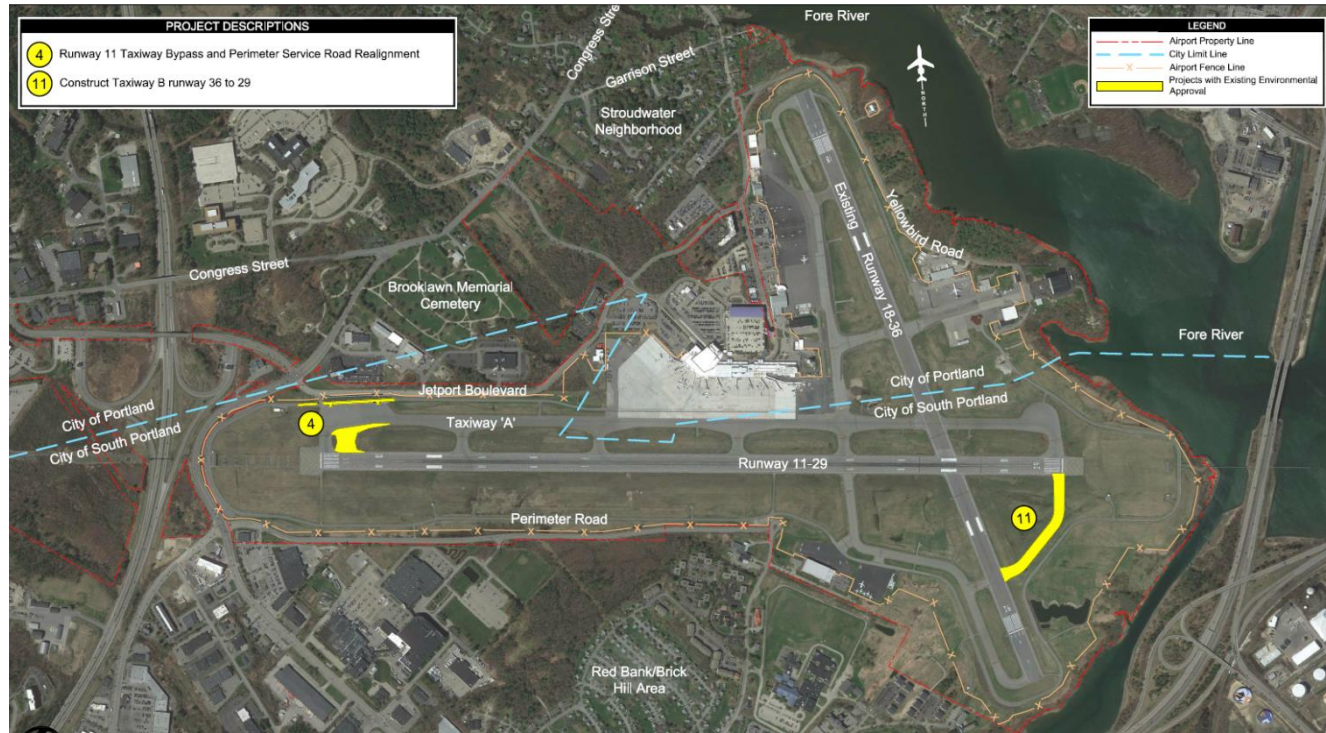 PROJECT DESCRIPTIONS
4 Runway 11 Taxiway Bypass and Perimeter Service Road Realignment
11 Construct Taxiway B runway 36 to 29
LEGEND
Airport Property Line
City Limit Line
Airport Fence Line
Projects with Existing Environmental
Approval
Fore River
NORTH
Congress Street
Garrison Street
Stroudwater
Neighborhood
Yellowbird Road
Existing Runway 18-36
Congress Street
Brooklawn Memorial
Cemetery
Fore River
City of Portland
City of South Portland
Jetport Boulevard
City of Portland
City of South Portland
4
Taxiway 'A'
Runway 11-29
11
Perimeter Road
Red Bank/Brick
Hill Area